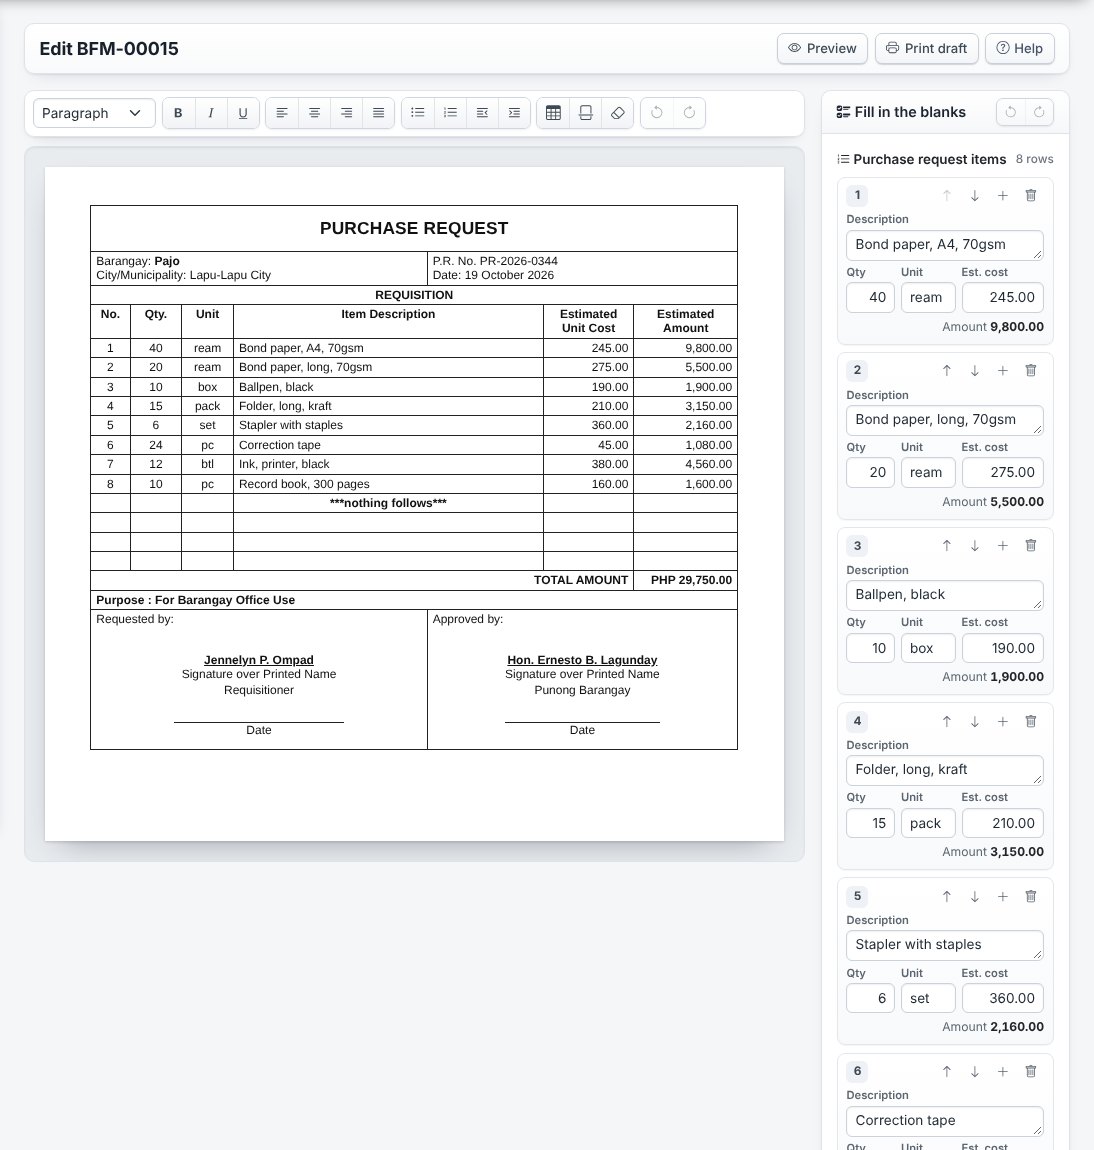 Edit BFM-00015
Preview
Print draft
Help
Paragraph
B I U
Fill in the blanks
PURCHASE REQUEST
Barangay: Pajo
City/Municipality: Lapu-Lapu City
P.R. No. PR-2026-0344
Date: 19 October 2026
REQUISITION
No. Qty. Unit Item Description Estimated Unit Cost Estimated Amount
1 40 ream Bond paper, A4, 70gsm 245.00 9,800.00
2 20 ream Bond paper, long, 70gsm 275.00 5,500.00
3 10 box Ballpen, black 190.00 1,900.00
4 15 pack Folder, long, kraft 210.00 3,150.00
5 6 set Stapler with staples 360.00 2,160.00
6 24 pc Correction tape 45.00 1,080.00
7 12 btl Ink, printer, black 380.00 4,560.00
8 10 pc Record book, 300 pages 160.00 1,600.00
***nothing follows***
TOTAL AMOUNT PHP 29,750.00
Purpose : For Barangay Office Use
Requested by:
Jennelyn P. Ompad
Signature over Printed Name
Requisitioner
Date
Approved by:
Hon. Ernesto B. Lagunday
Signature over Printed Name
Punong Barangay
Date
Purchase request items 8 rows
1
Description
Bond paper, A4, 70gsm
Qty Unit Est. cost
40 ream 245.00
Amount 9,800.00
2
Description
Bond paper, long, 70gsm
Qty Unit Est. cost
20 ream 275.00
Amount 5,500.00
3
Description
Ballpen, black
Qty Unit Est. cost
10 box 190.00
Amount 1,900.00
4
Description
Folder, long, kraft
Qty Unit Est. cost
15 pack 210.00
Amount 3,150.00
5
Description
Stapler with staples
Qty Unit Est. cost
6 set 360.00
Amount 2,160.00
6
Description
Correction tape
Qty Unit Est. cost